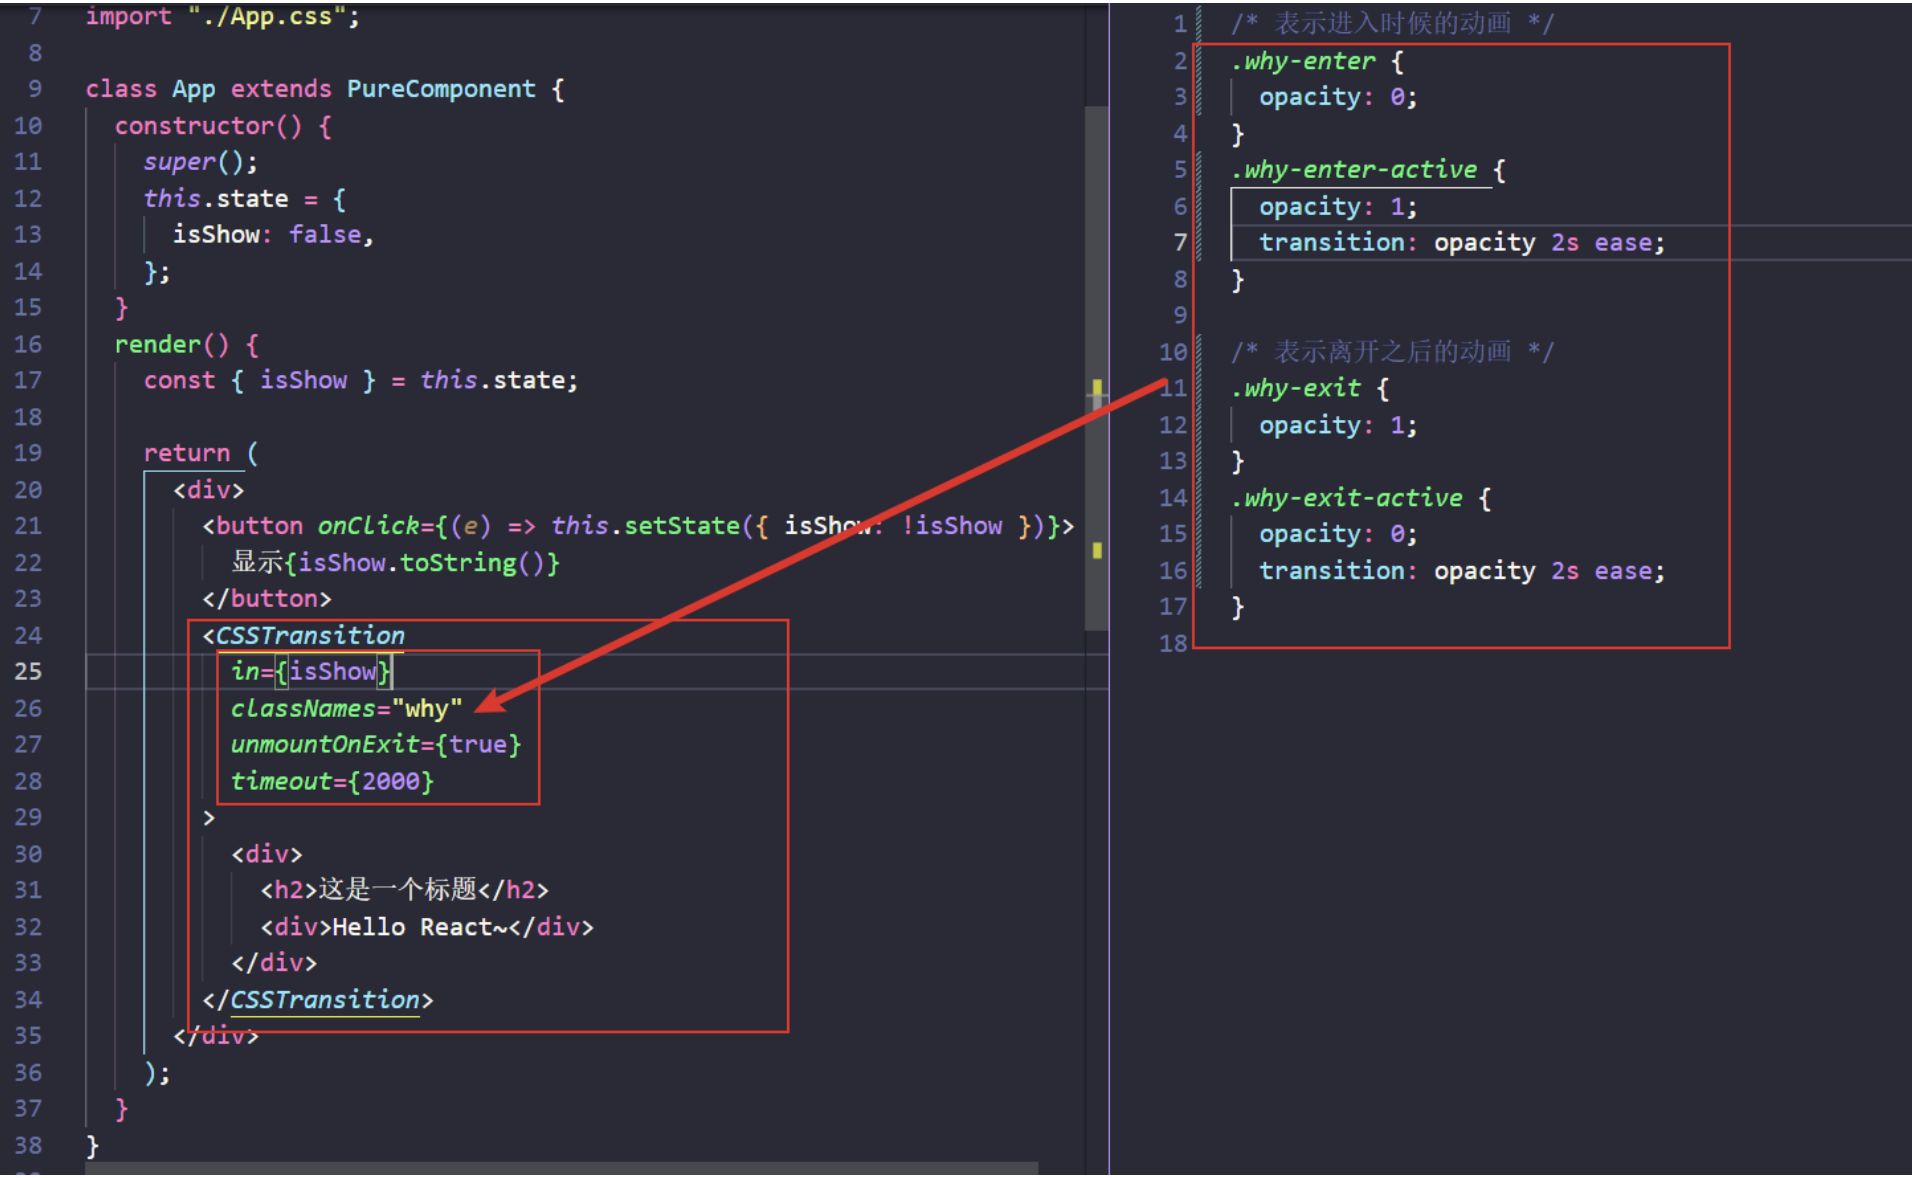 7 import "./App.css";
8
9 class App extends PureComponent {
10 constructor() {
11 super();
12 this.state = {
13 isShow: false,
14 };
15 }
16 render() {
17 const { isShow } = this.state;
18
19 return (
20 <div>
21 <button onClick={(e) => this.setState({ isShow: !isShow })}>
22 显示{isShow.toString()}
23 </button>
24 <CSSTransition
25 in={isShow}
26 classNames="why"
27 unmountOnExit={true}
28 timeout={2000}
29 >
30 <div>
31 <h2>这是一个标题</h2>
32 <div>Hello React~</div>
33 </div>
34 </CSSTransition>
35 </div>
36 );
37 }
38 }
1 /* 表示进入时候的动画 */
2 .why-enter {
3 opacity: 0;
4 }
5 .why-enter-active {
6 opacity: 1;
7 transition: opacity 2s ease;
8 }
9
10 /* 表示离开之后的动画 */
11 .why-exit {
12 opacity: 1;
13 }
14 .why-exit-active {
15 opacity: 0;
16 transition: opacity 2s ease;
17 }
18